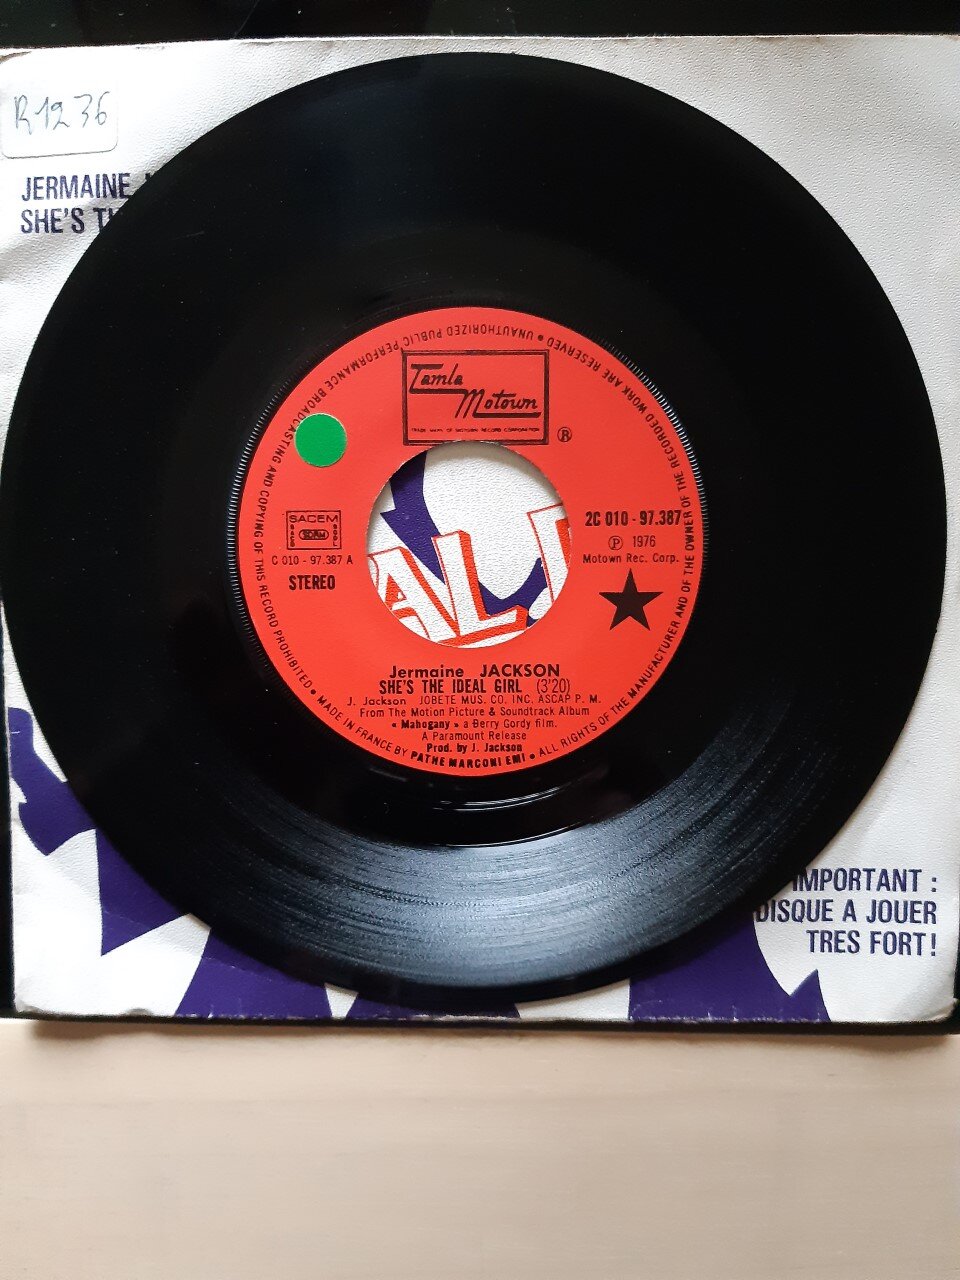 R1236
JERMAINE
SHE'S
UNAUTHORIZED PUBLIC PERFORMANCE BROADCASTING AND COPYING OF THIS RECORD PROHIBITED • MADE IN FRANCE BY PATHE MARCONI EMI • ALL RIGHTS OF THE MANUFACTURER AND OF THE OWNER OF THE RECORDED WORK ARE RESERVED •
Tamla
Motown
TRADE MARK OF MOTOWN RECORD CORPORATION
®
SACEM
SDRM
C 010 - 97.387 A
STEREO
2C 010 - 97.387
℗ 1976
Motown Rec. Corp.
AL
Jermaine JACKSON
SHE'S THE IDEAL GIRL (3'20)
J. Jackson JOBETE MUS. CO. INC. ASCAP P. M.
From The Motion Picture & Soundtrack Album
« Mahogany » a Berry Gordy film.
A Paramount Release
Prod. by J. Jackson
IMPORTANT :
DISQUE A JOUER
TRES FORT!